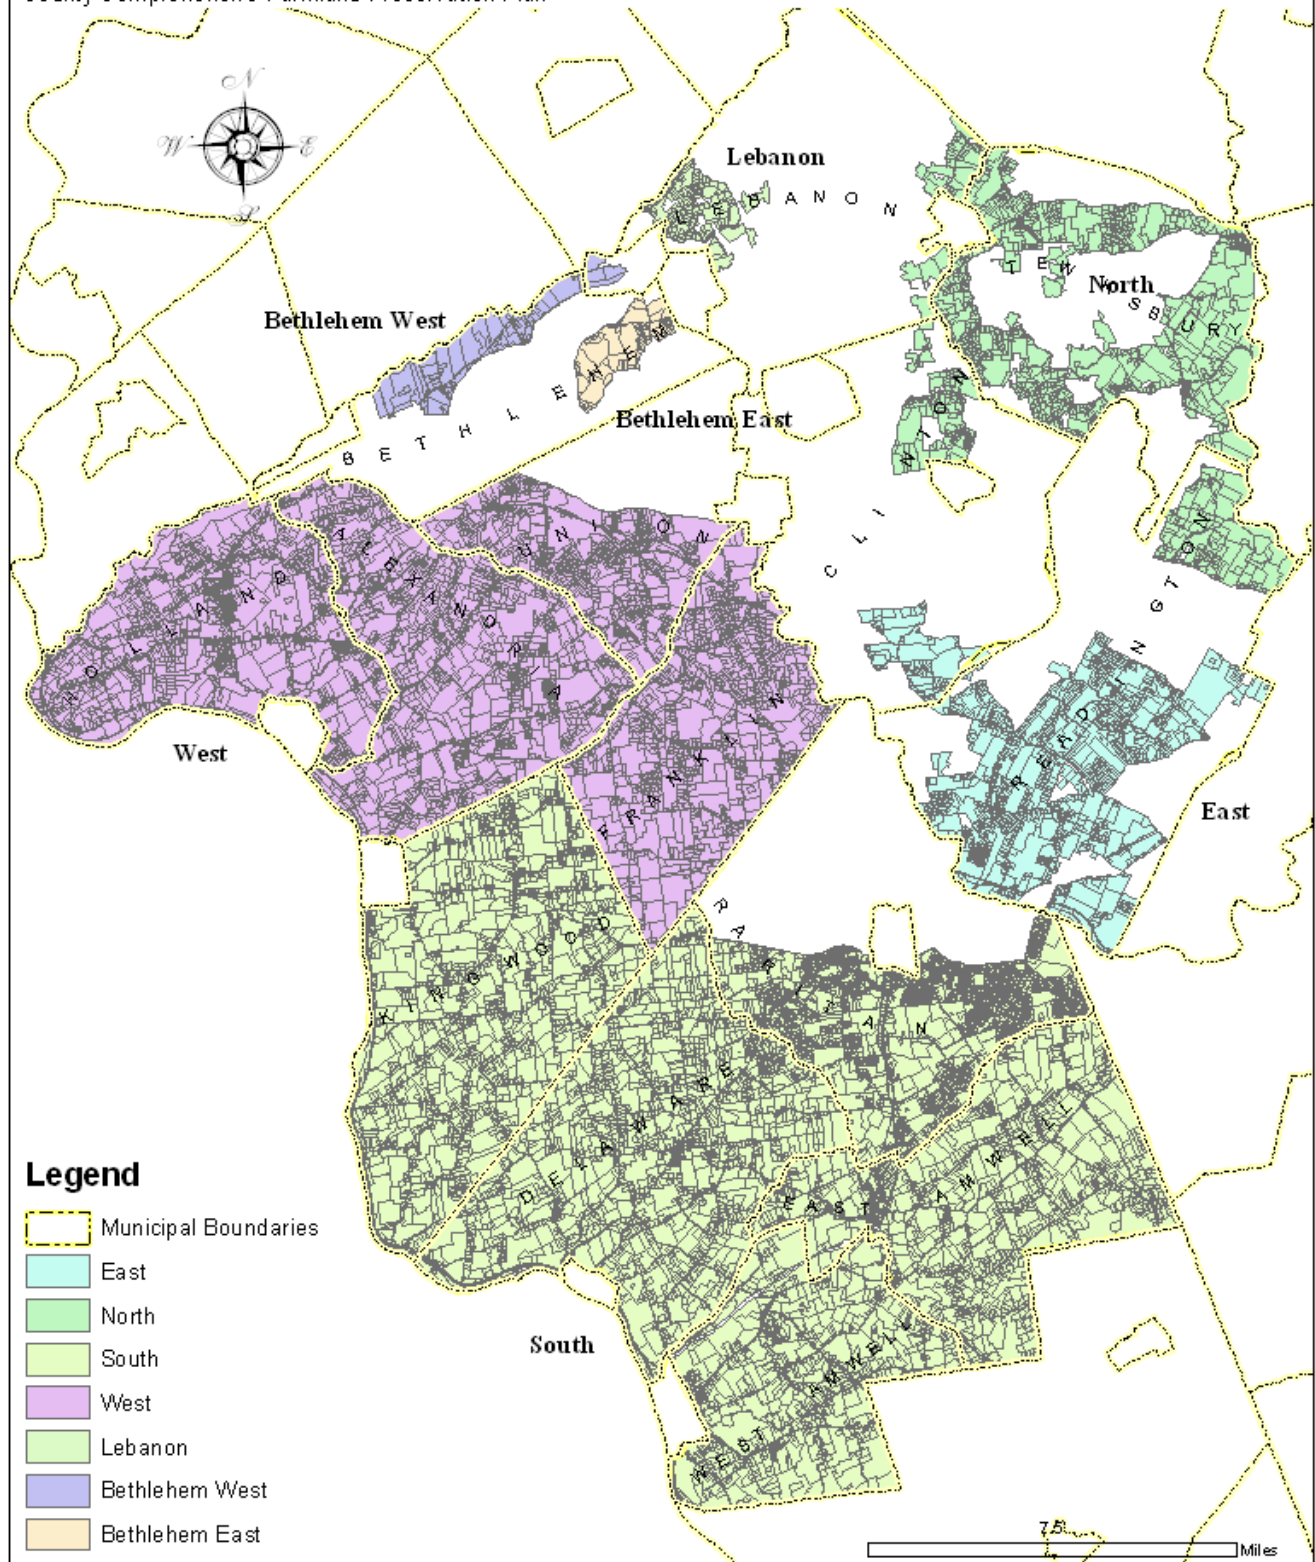 County Comprehensive Farmland Preservation Plan
N
W E
S
Lebanon
LEBANON
North
TEWKSBURY
Bethlehem West
BETHLEHEM
Bethlehem East
CLINTON
UNION
ALEXANDRIA
HOLLAND
READINGTON
West
FRANKLIN
East
RARITAN
KINGWOOD
DELAWARE
EAST AMWELL
South
WEST AMWELL
Legend
Municipal Boundaries
East
North
South
West
Lebanon
Bethlehem West
Bethlehem East
7.5
Miles